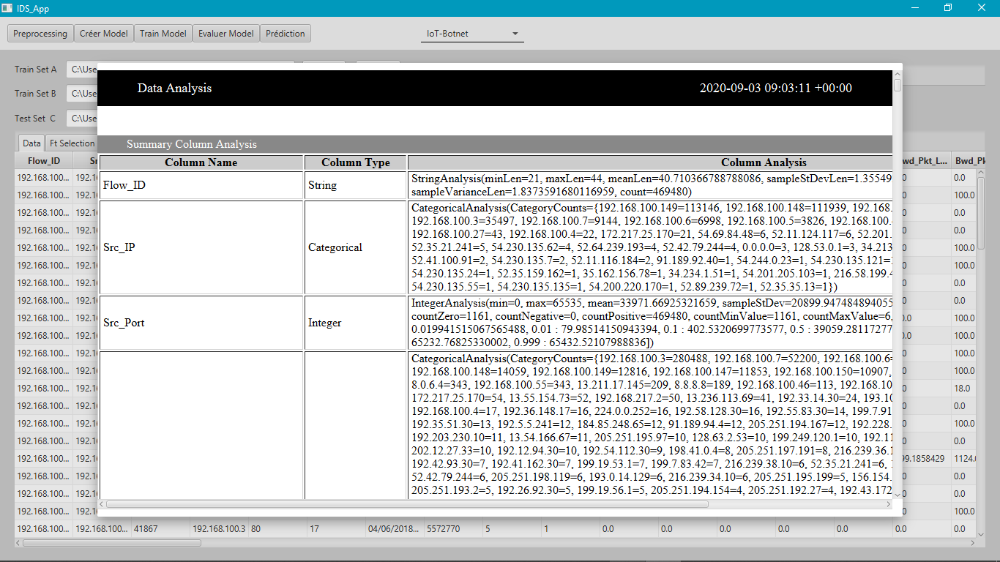 IDS_App
Preprocessing Créer Model Train Model Evaluer Model Prédiction IoT-Botnet
Train Set A C:\Use
Train Set B C:\Use
Test Set C C:\Use
Data Ft Selection
Flow_ID Sr
Data Analysis 2020-09-03 09:03:11 +00:00
Summary Column Analysis
Column Name Column Type Column Analysis
Flow_ID String
StringAnalysis(minLen=21, maxLen=44, meanLen=40.710366788788086, sampleStDevLen=1.35549
sampleVarianceLen=1.8373591680116959, count=469480)
Src_IP Categorical
CategoricalAnalysis(CategoryCounts={192.168.100.149=113146, 192.168.100.148=111939, 192.168.
192.168.100.3=35497, 192.168.100.7=9144, 192.168.100.6=6998, 192.168.100.5=3826, 192.168.100.
192.168.100.27=43, 192.168.100.4=22, 172.217.25.170=21, 54.69.84.48=6, 52.11.124.117=6, 52.201.
52.35.21.241=5, 54.230.135.62=4, 52.64.239.193=4, 52.42.79.244=4, 0.0.0.0=3, 128.53.0.1=3, 34.213
52.41.100.91=2, 54.230.135.7=2, 52.11.116.184=2, 91.189.92.40=1, 54.244.0.23=1, 54.230.135.121=
54.230.135.24=1, 52.35.159.162=1, 35.162.156.78=1, 34.234.1.51=1, 54.201.205.103=1, 216.58.199.4
54.230.135.55=1, 54.230.135.135=1, 54.200.220.170=1, 52.89.239.72=1, 52.35.35.13=1})
Src_Port Integer
IntegerAnalysis(min=0, max=65535, mean=33971.66925321659, sampleStDev=20899.947484894055
countZero=1161, countNegative=0, countPositive=469480, countMinValue=1161, countMaxValue=6,
0.019941515067565488, 0.01 : 79.98514150943394, 0.1 : 402.5320699773577, 0.5 : 39059.28117277
65232.76825330002, 0.999 : 65432.52107988836])
CategoricalAnalysis(CategoryCounts={192.168.100.3=280488, 192.168.100.7=52200, 192.168.100.6=
192.168.100.148=14059, 192.168.100.149=12816, 192.168.100.147=11853, 192.168.100.150=10907,
8.0.6.4=343, 192.168.100.55=343, 13.211.17.145=209, 8.8.8.8=189, 192.168.100.46=113, 192.168.10
172.217.25.170=54, 13.55.154.73=52, 192.168.217.2=50, 13.236.113.69=41, 192.33.14.30=24, 193.10
192.168.100.4=17, 192.36.148.17=16, 224.0.0.252=16, 192.58.128.30=16, 192.55.83.30=14, 199.7.91
192.35.51.30=13, 192.5.5.241=12, 184.85.248.65=12, 91.189.94.4=12, 205.251.194.167=12, 192.228.
192.203.230.10=11, 13.54.166.67=11, 205.251.195.97=10, 128.63.2.53=10, 199.249.120.1=10, 192.11
202.12.27.33=10, 192.12.94.30=10, 192.54.112.30=9, 198.41.0.4=8, 205.251.197.191=8, 216.239.36.1
192.42.93.30=7, 192.41.162.30=7, 199.19.53.1=7, 199.7.83.42=7, 216.239.38.10=6, 52.35.21.241=6,
52.42.79.244=6, 205.251.198.119=6, 193.0.14.129=6, 216.239.34.10=6, 205.251.195.199=5, 156.154.
205.251.193.2=5, 192.26.92.30=5, 199.19.56.1=5, 205.251.194.154=4, 205.251.192.27=4, 192.43.172
wd_Pkt_L... Bwd_Pk
192.168.100... 192.16 0 0.0
192.168.100... 192.16 0 100.0
192.168.100... 192.16 0 0.0
192.168.100... 192.16 0 100.0
192.168.100... 192.16 0 0.0
192.168.100... 192.16 0 100.0
192.168.100... 192.16 0 0.0
192.168.100... 192.16 0 0.0
192.168.100... 192.16 0.0 100.0
192.168.100... 192.16 0.0 100.0
192.168.100... 192.16 0 100.0
192.168.100... 192.16 0 100.0
192.168.100... 192.16 0 18.0
192.168.100... 192.16 0 0.0
192.168.100... 192.16 0 100.0
192.168.100... 192.16 0 0.0
192.168.100... 192.16 99.1858429 1124.0
192.168.100... 192.16 0 0.0
192.168.100... 192.16 0 0.0
192.168.100... 192.16 0 100.0
192.168.100... 192.168.100... 41867 192.168.100.3 80 17 04/06/2018... 5572770 5 1 0.0 0.0 0.0 0.0 0.0 0.0 0.0